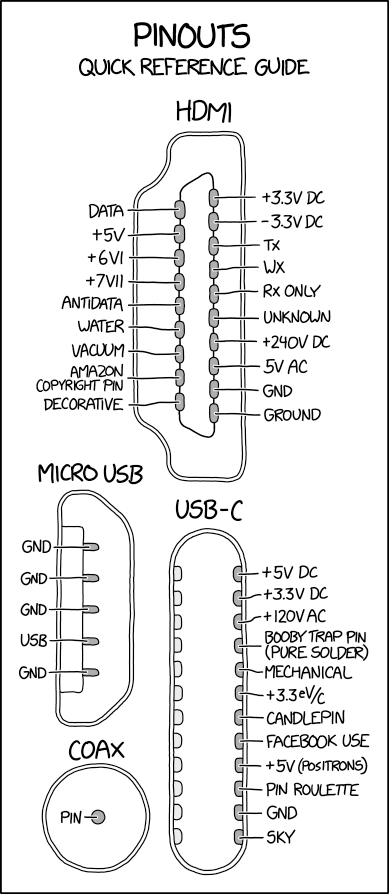 PINOUTS
QUICK REFERENCE GUIDE
HDMI
DATA
+5V
+6VI
+7VII
ANTIDATA
WATER
VACUUM
AMAZON
COPYRIGHT PIN
DECORATIVE
+3.3V DC
-3.3V DC
Tx
Wx
Rx ONLY
UNKNOWN
+240V DC
5V AC
GND
GROUND
MICRO USB
GND
GND
GND
USB
GND
USB-C
+5V DC
+3.3V DC
+120V AC
BOOBY TRAP PIN
(PURE SOLDER)
MECHANICAL
+3.3 eV/c
CANDLEPIN
FACEBOOK USE
+5V (POSITRONS)
PIN ROULETTE
GND
SKY
COAX
PIN